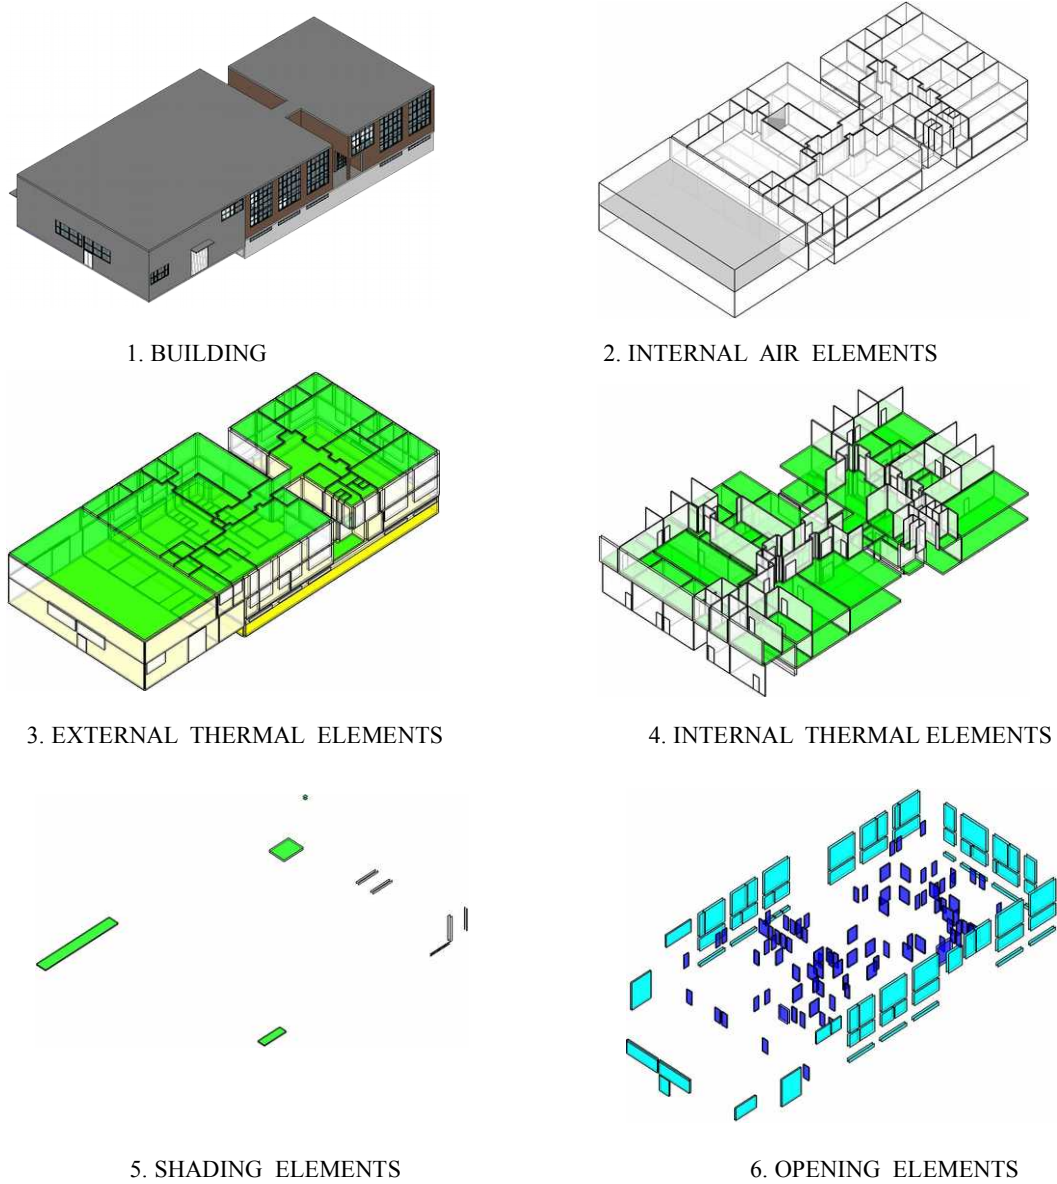 1. BUILDING
2. INTERNAL AIR ELEMENTS
3. EXTERNAL THERMAL ELEMENTS
4. INTERNAL THERMAL ELEMENTS
5. SHADING ELEMENTS
6. OPENING ELEMENTS